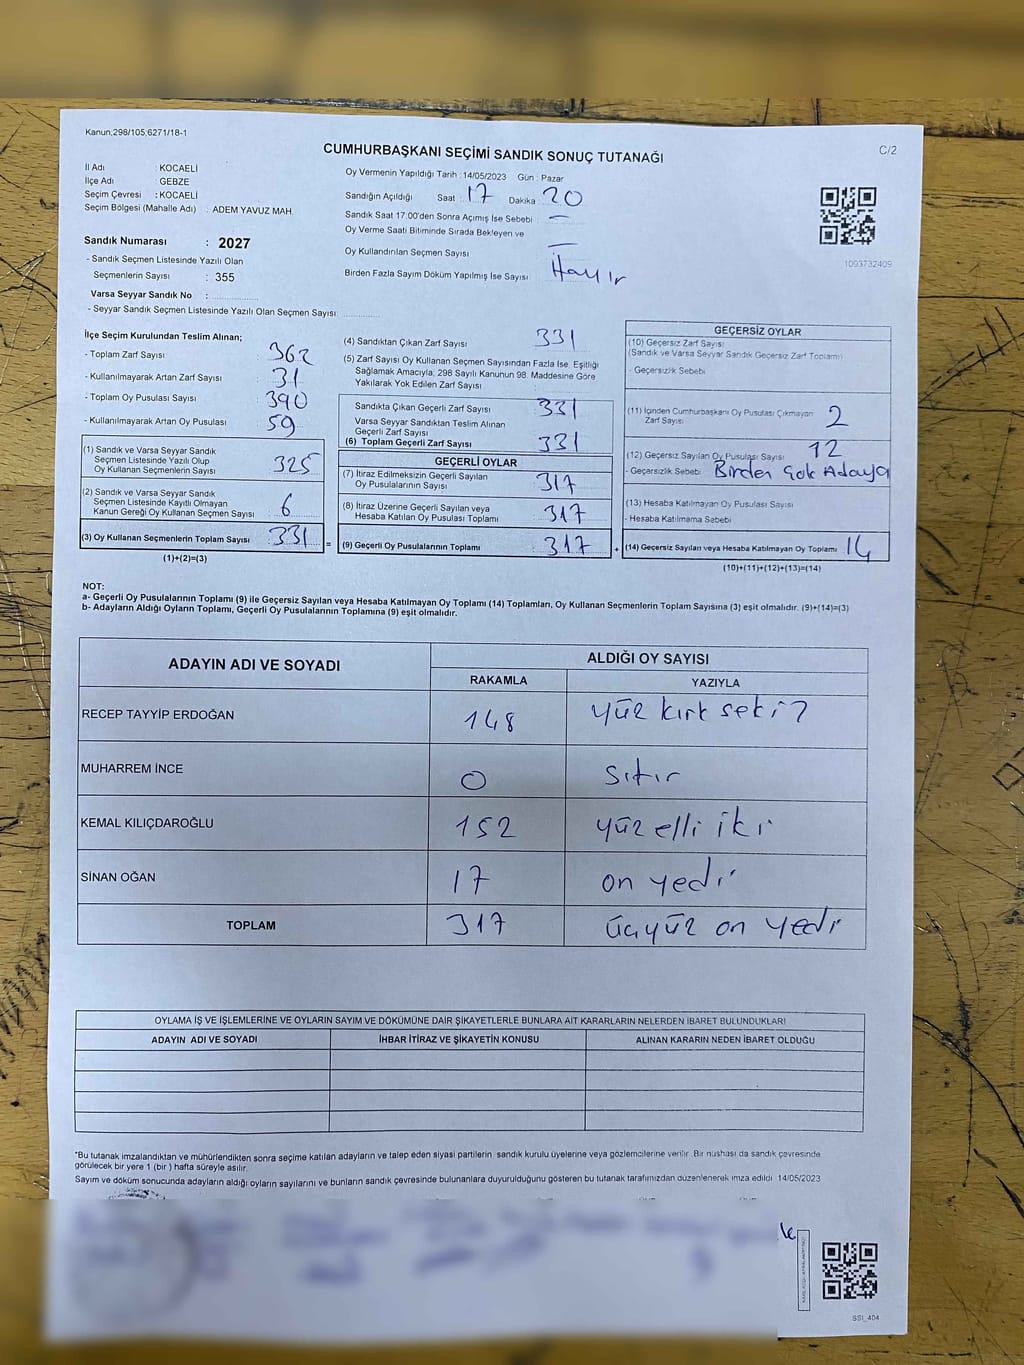 Kanun,298/105,6271/18-1
C/2
CUMHURBAŞKANI SEÇİMİ SANDIK SONUÇ TUTANAĞI
İl Adı : KOCAELİ
İlçe Adı : GEBZE
Seçim Çevresi : KOCAELİ
Seçim Bölgesi (Mahalle Adı) : ADEM YAVUZ MAH.
Sandık Numarası : 2027
- Sandık Seçmen Listesinde Yazılı Olan
Seçmenlerin Sayısı : 355
Varsa Seyyar Sandık No :
- Seyyar Sandık Seçmen Listesinde Yazılı Olan Seçmen Sayısı:
Oy Vermenin Yapıldığı Tarih :14/05/2023 Gün : Pazar
Sandığın Açıldığı Saat : 17 Dakika : 20
Sandık Saat 17:00'den Sonra Açımış İse Sebebi : —
Oy Verme Saati Bitiminde Sırada Bekleyen ve
Oy Kullandırılan Seçmen Sayısı —
Birden Fazla Sayım Döküm Yapılmış İse Sayısı : Hayır
1093732409
İlçe Seçim Kurulundan Teslim Alınan;
- Toplam Zarf Sayısı : 362
- Kullanılmayarak Artan Zarf Sayısı : 31
- Toplam Oy Pusulası Sayısı : 390
- Kullanılmayarak Artan Oy Pusulası : 59
(1) Sandık ve Varsa Seyyar Sandık
Seçmen Listesinde Yazılı Olup
Oy Kullanan Seçmenlerin Sayısı : 325
(2) Sandık ve Varsa Seyyar Sandık
Seçmen Listesinde Kayıtlı Olmayan
Kanun Gereği Oy Kullanan Seçmen Sayısı : 6
(3) Oy Kullanan Seçmenlerin Toplam Sayısı : 331
(1)+(2)=(3)
=
(4) Sandıktan Çıkan Zarf Sayısı : 331
(5) Zarf Sayısı Oy Kullanan Seçmen Sayısından Fazla İse, Eşitliği
Sağlamak Amacıyla; 298 Sayılı Kanunun 98. Maddesine Göre
Yakılarak Yok Edilen Zarf Sayısı
Sandıkta Çıkan Geçerli Zarf Sayısı : 331
Varsa Seyyar Sandıktan Teslim Alınan
Geçerli Zarf Sayısı
(6) Toplam Geçerli Zarf Sayısı : 331
GEÇERLİ OYLAR
(7) İtiraz Edilmeksizin Geçerli Sayılan
Oy Pusulalarının Sayısı : 317
(8) İtiraz Üzerine Geçerli Sayılan veya
Hesaba Katılan Oy Pusulası Toplamı : 317
(9) Geçerli Oy Pusulalarının Toplamı : 317
+
GEÇERSİZ OYLAR
(10) Geçersiz Zarf Sayısı
(Sandık ve Varsa Seyyar Sandık Geçersiz Zarf Toplamı)
- Geçersizlik Sebebi
(11) İçinden Cumhurbaşkanı Oy Pusulası Çıkmayan
Zarf Sayısı : 2
(12) Geçersiz Sayılan Oy Pusulası Sayısı : 12
- Geçersizlik Sebebi : Birden Çok Adaya
(13) Hesaba Katılmayan Oy Pusulası Sayısı
- Hesaba Katılmama Sebebi
(14) Geçersiz Sayılan veya Hesaba Katılmayan Oy Toplamı : 14
(10)+(11)+(12)+(13)=(14)
NOT:
a- Geçerli Oy Pusulalarının Toplamı (9) ile Geçersiz Sayılan veya Hesaba Katılmayan Oy Toplamı (14) Toplamları, Oy Kullanan Seçmenlerin Toplam Sayısına (3) eşit olmalıdır. (9)+(14)=(3)
b- Adayların Aldığı Oyların Toplamı, Geçerli Oy Pusulalarının Toplamına (9) eşit olmalıdır.
ADAYIN ADI VE SOYADI
ALDIĞI OY SAYISI
RAKAMLA YAZIYLA
RECEP TAYYİP ERDOĞAN 148 yüz kırk sekiz
MUHARREM İNCE 0 sıfır
KEMAL KILIÇDAROĞLU 152 yüz elli iki
SİNAN OĞAN 17 on yedi
TOPLAM 317 üçyüz on yedi
OYLAMA İŞ VE İŞLEMLERİNE VE OYLARIN SAYIM VE DÖKÜMÜNE DAİR ŞİKAYETLERLE BUNLARA AİT KARARLARIN NELERDEN İBARET BULUNDUKLARI
ADAYIN ADI VE SOYADI İHBAR İTİRAZ VE ŞİKAYETİN KONUSU ALINAN KARARIN NEDEN İBARET OLDUĞU
*Bu tutanak imzalandıktan ve mühürlendikten sonra seçime katılan adayların ve talep eden siyasi partilerin sandık kurulu üyelerine veya gözlemcilerine verilir. Bir nüshası da sandık çevresinde
görülecek bir yere 1 (bir ) hafta süreyle asılır.
Sayım ve döküm sonucunda adayların aldığı oyların sayılarını ve bunların sandık çevresinde bulunanlara duyurulduğunu gösteren bu tutanak tarafımızdan düzenlenerek imza edildi. 14/05/2023
SSI_404